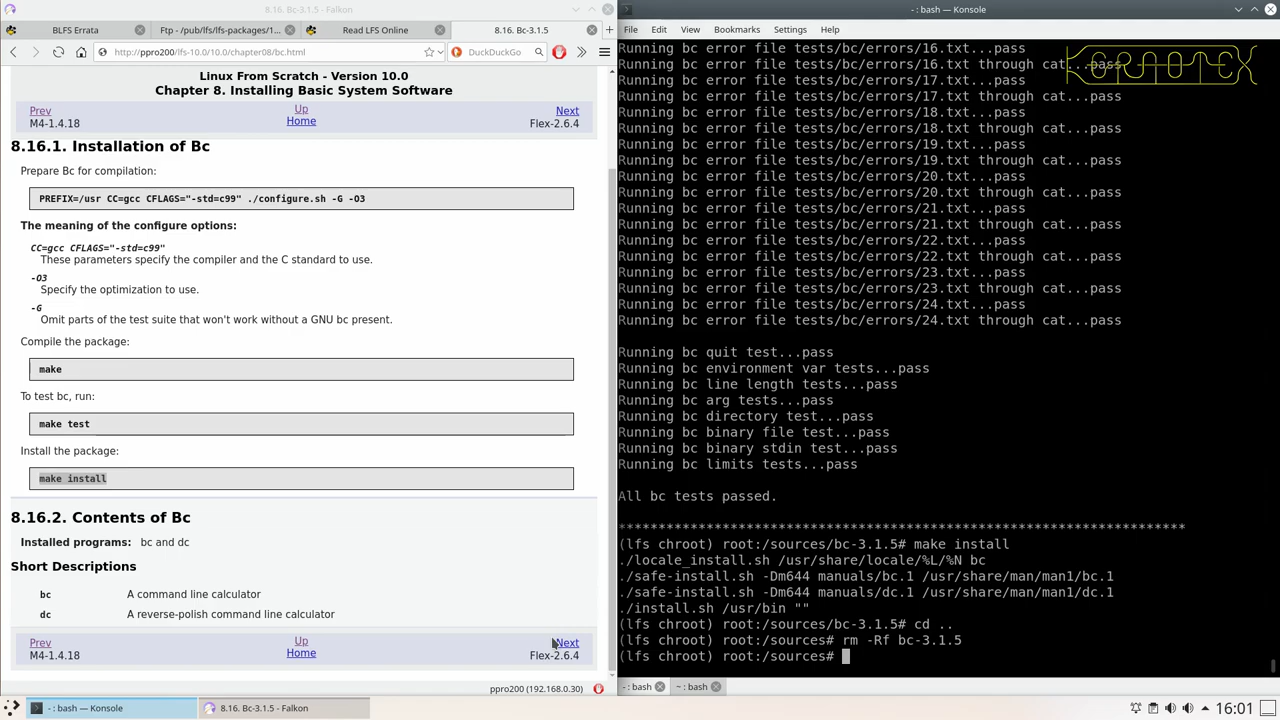 8.16. Bc-3.1.5 - Falkon
- : bash — Konsole
markBLFS Errata
Ftp - /pub/lfs/lfs-packages/1...
Read LFS Online
8.16. Bc-3.1.5
http://ppro200/lfs-10.0/10.0/chapter08/bc.html
DuckDuckGo
Linux From Scratch - Version 10.0
Chapter 8. Installing Basic System Software
Prev
Up
Next
M4-1.4.18
Home
Flex-2.6.4
8.16.1. Installation of Bc
Prepare Bc for compilation:
PREFIX=/usr CC=gcc CFLAGS="-std=c99" ./configure.sh -G -O3
The meaning of the configure options:
CC=gcc CFLAGS="-std=c99"
These parameters specify the compiler and the C standard to use.
-O3
Specify the optimization to use.
-G
Omit parts of the test suite that won't work without a GNU bc present.
Compile the package:
make
To test bc, run:
make test
Install the package:
make install
8.16.2. Contents of Bc
Installed programs: bc and dc
Short Descriptions
bc A command line calculator
dc A reverse-polish command line calculator
Prev
Up
Next
M4-1.4.18
Home
Flex-2.6.4
ppro200 (192.168.0.30)
File Edit View Bookmarks Settings Help
Running bc error file tests/bc/errors/16.txt...pass
Running bc error file tests/bc/errors/16.txt through cat...pass
Running bc error file tests/bc/errors/17.txt...pass
Running bc error file tests/bc/errors/17.txt through cat...pass
Running bc error file tests/bc/errors/18.txt...pass
Running bc error file tests/bc/errors/18.txt through cat...pass
Running bc error file tests/bc/errors/19.txt...pass
Running bc error file tests/bc/errors/19.txt through cat...pass
Running bc error file tests/bc/errors/20.txt...pass
Running bc error file tests/bc/errors/20.txt through cat...pass
Running bc error file tests/bc/errors/21.txt...pass
Running bc error file tests/bc/errors/21.txt through cat...pass
Running bc error file tests/bc/errors/22.txt...pass
Running bc error file tests/bc/errors/22.txt through cat...pass
Running bc error file tests/bc/errors/23.txt...pass
Running bc error file tests/bc/errors/23.txt through cat...pass
Running bc error file tests/bc/errors/24.txt...pass
Running bc error file tests/bc/errors/24.txt through cat...pass
Running bc quit test...pass
Running bc environment var tests...pass
Running bc line length tests...pass
Running bc arg tests...pass
Running bc directory test...pass
Running bc binary file test...pass
Running bc binary stdin test...pass
Running bc limits tests...pass
All bc tests passed.
***********************************************************************
(lfs chroot) root:/sources/bc-3.1.5# make install
./locale_install.sh /usr/share/locale/%L/%N bc
./safe-install.sh -Dm644 manuals/bc.1 /usr/share/man/man1/bc.1
./safe-install.sh -Dm644 manuals/dc.1 /usr/share/man/man1/dc.1
./install.sh /usr/bin ""
(lfs chroot) root:/sources/bc-3.1.5# cd ..
(lfs chroot) root:/sources# rm -Rf bc-3.1.5
(lfs chroot) root:/sources#
- : bash
~ : bash
- : bash — Konsole
8.16. Bc-3.1.5 - Falkon
16:01